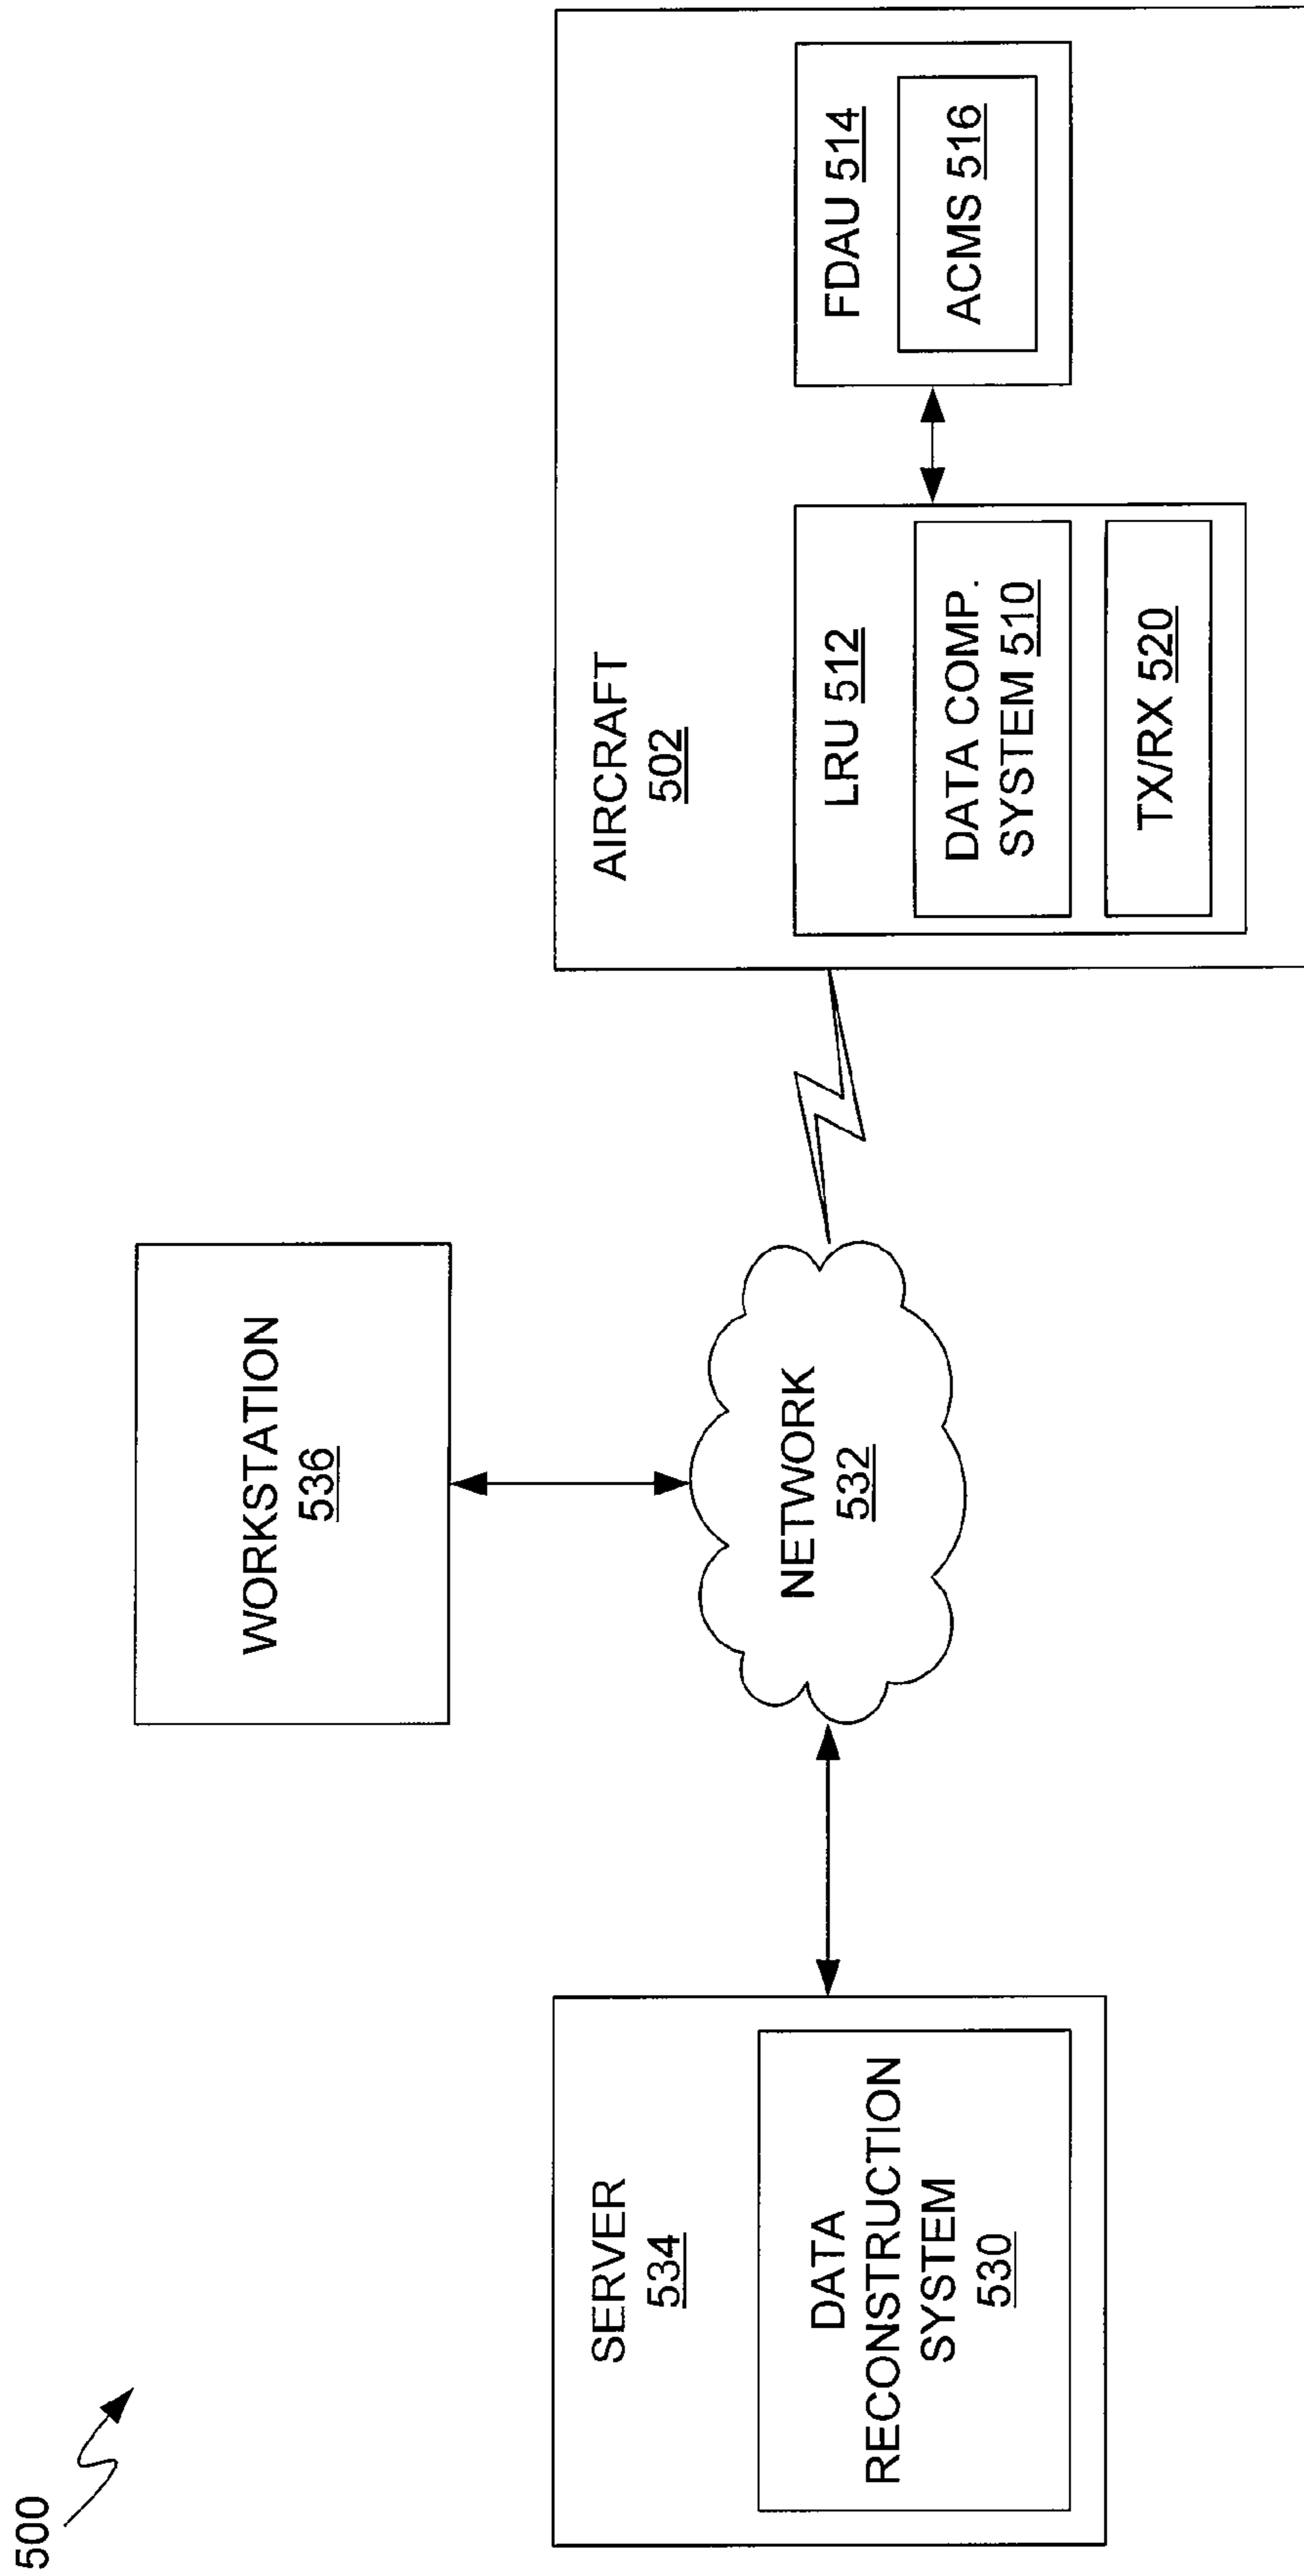 500
WORKSTATION
536
SERVER
534
DATA
RECONSTRUCTION
SYSTEM
530
NETWORK
532
AIRCRAFT
502
LRU 512
DATA COMP.
SYSTEM 510
TX/RX 520
FDAU 514
ACMS 516